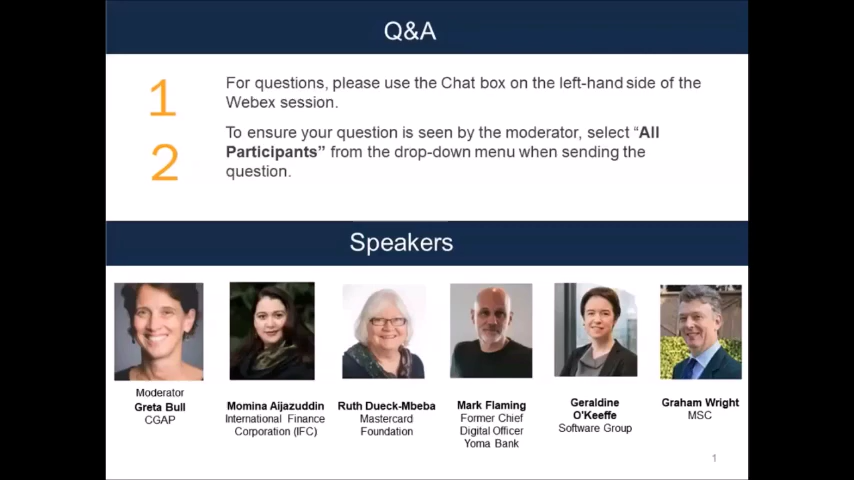 Q&A
1
For questions, please use the Chat box on the left-hand side of the
Webex session.
2
To ensure your question is seen by the moderator, select “All
Participants” from the drop-down menu when sending the
question.
Speakers
Moderator
Greta Bull
CGAP
Momina Aijazuddin
International Finance
Corporation (IFC)
Ruth Dueck-Mbeba
Mastercard
Foundation
Mark Flaming
Former Chief
Digital Officer
Yoma Bank
Geraldine
O'Keeffe
Software Group
Graham Wright
MSC
1